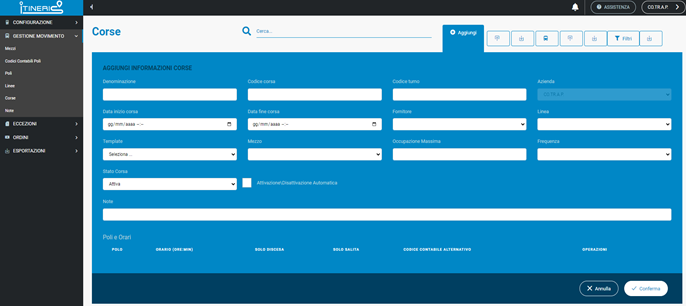 ITINERIS
ASSISTENZA
CO.TR.A.P.
CONFIGURAZIONE
GESTIONE MOVIMENTO
Mezzi
Codici Contabili Poli
Poli
Linee
Corse
Note
ECCEZIONI
ORDINI
ESPORTAZIONI
Corse
Cerca...
Aggiungi
Filtri
AGGIUNGI INFORMAZIONI CORSE
Denominazione
Codice corsa
Codice turno
Azienda
CO.TR.A.P.
Data inizio corsa
Data fine corsa
Fornitore
Linea
gg/mm/aaaa --:--
gg/mm/aaaa --:--
Template
Mezzo
Occupazione Massima
Frequenza
Seleziona ...
Stato Corsa
Attiva
Attivazione\Disattivazione Automatica
Note
Poli e Orari
POLO
ORARIO (ORE:MIN)
SOLO DISCESA
SOLO SALITA
CODICE CONTABILE ALTERNATIVO
OPERAZIONI
Annulla
Conferma